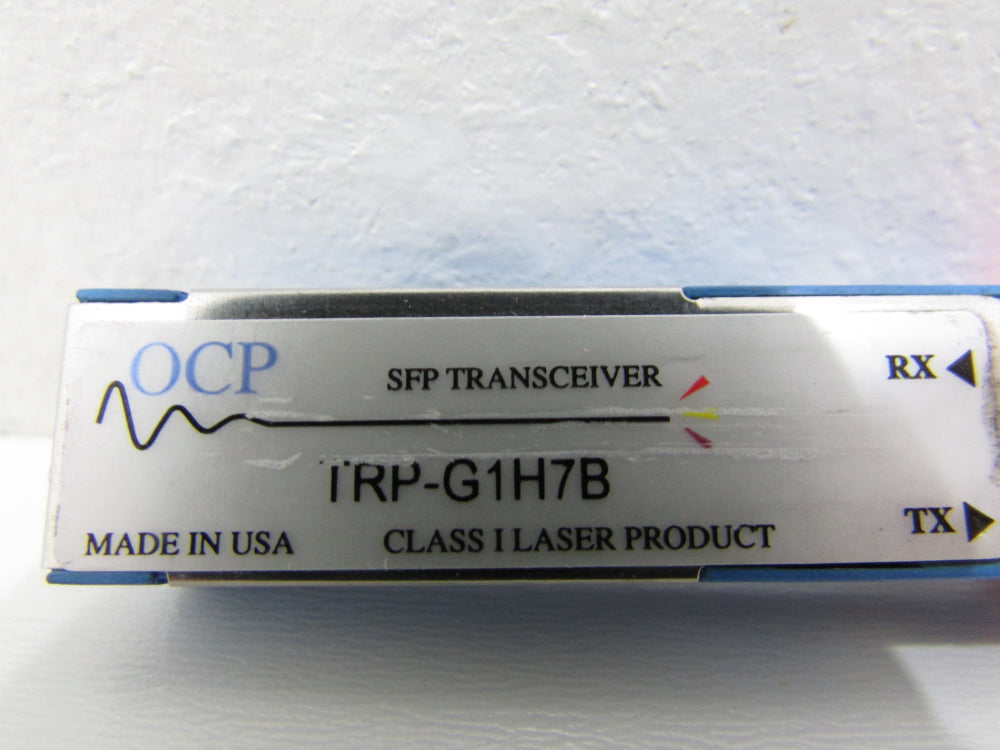 OCP
SFP TRANSCEIVER
RX
TRP-G1H7B
TX
MADE IN USA
CLASS I LASER PRODUCT